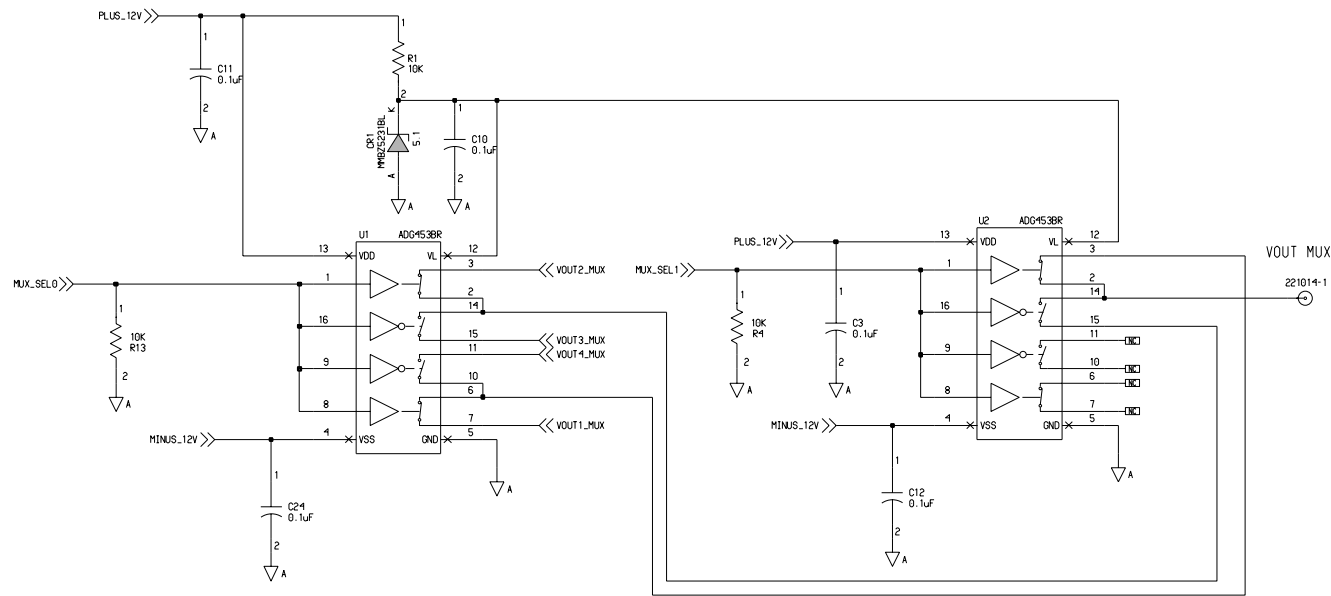 PLUS_12V
1
C11
0.1uF
2
A
1
R1
10K
2
K
CR1
MMBZ5231BL
5.1
A
A
1
C10
0.1uF
2
A
U1
ADG453BR
13
VDD
VL
12
MUX_SEL0
1
3
VOUT2_MUX
2
14
16
15
VOUT3_MUX
11
VOUT4_MUX
9
10
6
8
7
VOUT1_MUX
4
VSS
GND
5
A
1
10K
R13
2
A
MINUS_12V
1
C24
0.1uF
2
A
U2
ADG453BR
PLUS_12V
13
VDD
VL
12
3
MUX_SEL1
1
2
14
16
15
11
NC
9
10
NC
6
NC
8
7
NC
MINUS_12V
4
VSS
GND
5
A
1
10K
R4
2
A
1
C3
0.1uF
2
A
1
C12
0.1uF
2
A
VOUT MUX
221014-1